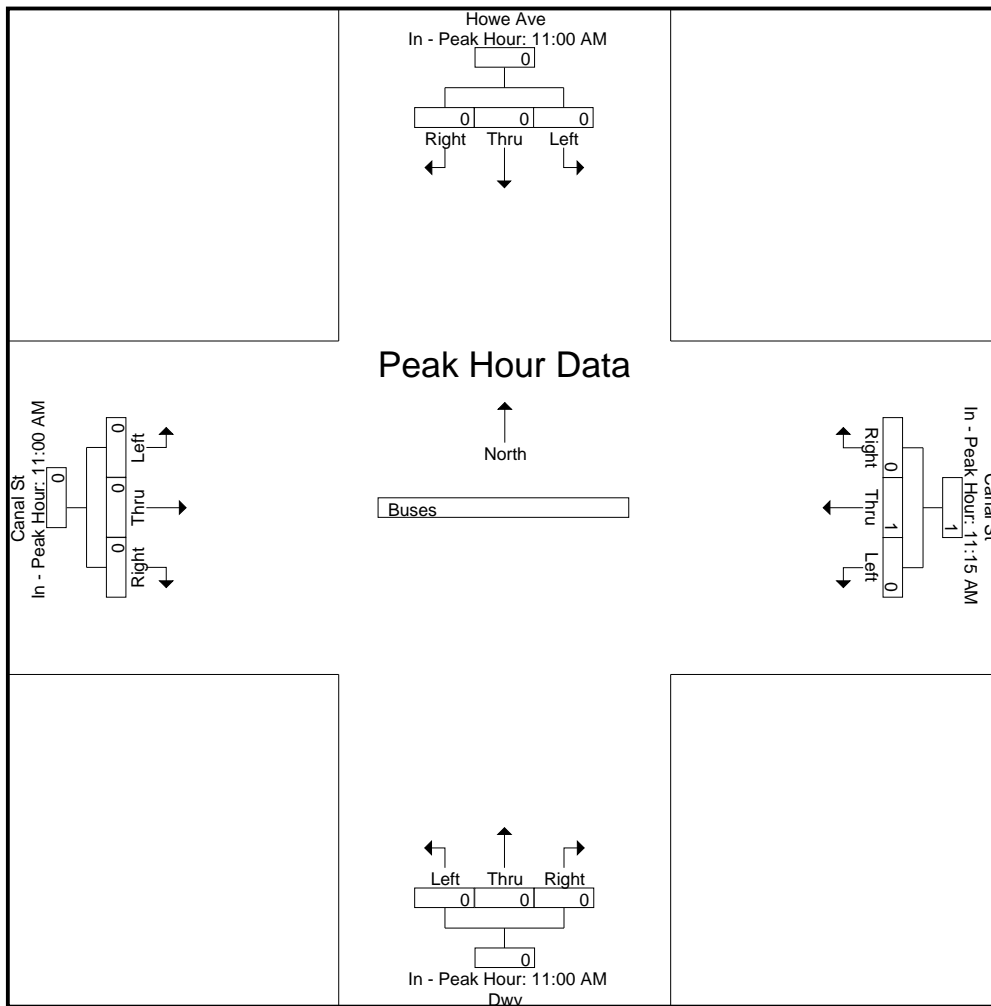 Howe Ave
In - Peak Hour: 11:00 AM
0
0 0 0
Right Thru Left
Peak Hour Data
North
Buses
Canal St
In - Peak Hour: 11:00 AM
0
0 0 0
Left Thru Right
Canal St
In - Peak Hour: 11:15 AM
1
0 1 0
Right Thru Left
Left Thru Right
0 0 0
0
In - Peak Hour: 11:00 AM
Dwy